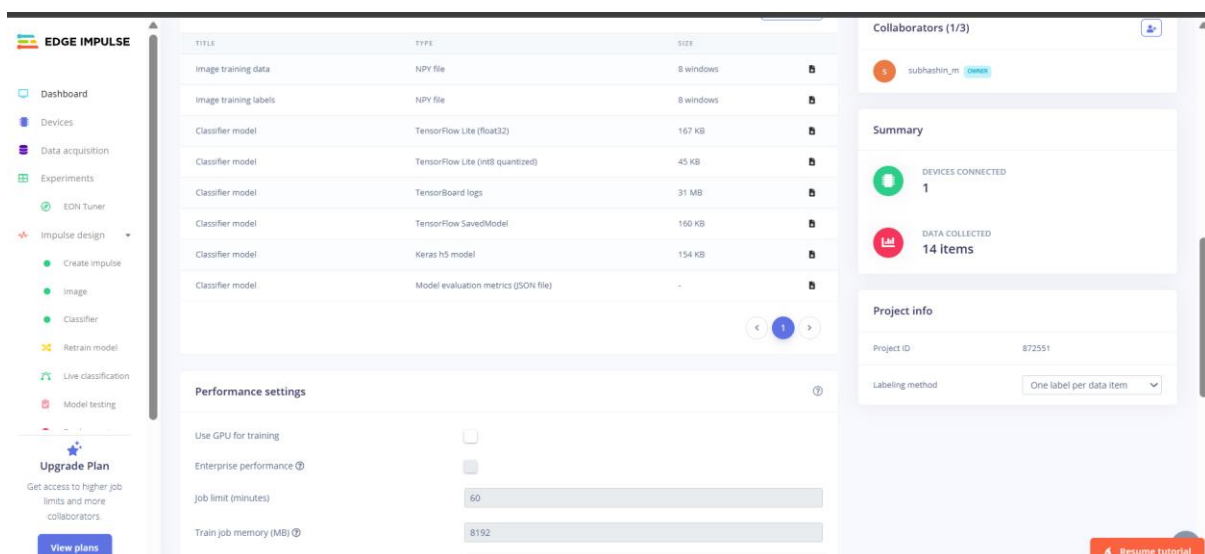 EDGE IMPULSE
Dashboard
Devices
Data acquisition
Experiments
EON Tuner
Impulse design
Create impulse
Image
Classifier
Retrain model
Live classification
Model testing
Upgrade Plan
Get access to higher job
limits and more
collaborators.
View plans
TITLE TYPE SIZE
Image training data NPY file 8 windows
Image training labels NPY file 8 windows
Classifier model TensorFlow Lite (float32) 167 KB
Classifier model TensorFlow Lite (int8 quantized) 45 KB
Classifier model TensorBoard logs 31 MB
Classifier model TensorFlow SavedModel 160 KB
Classifier model Keras h5 model 154 KB
Classifier model Model evaluation metrics (JSON file) -
< 1 >
Performance settings
Use GPU for training
Enterprise performance
Job limit (minutes) 60
Train job memory (MB) 8192
Collaborators (1/3)
S subhashin_m OWNER
Summary
DEVICES CONNECTED
1
DATA COLLECTED
14 items
Project info
Project ID 872551
Labeling method One label per data item
Resume tutorial